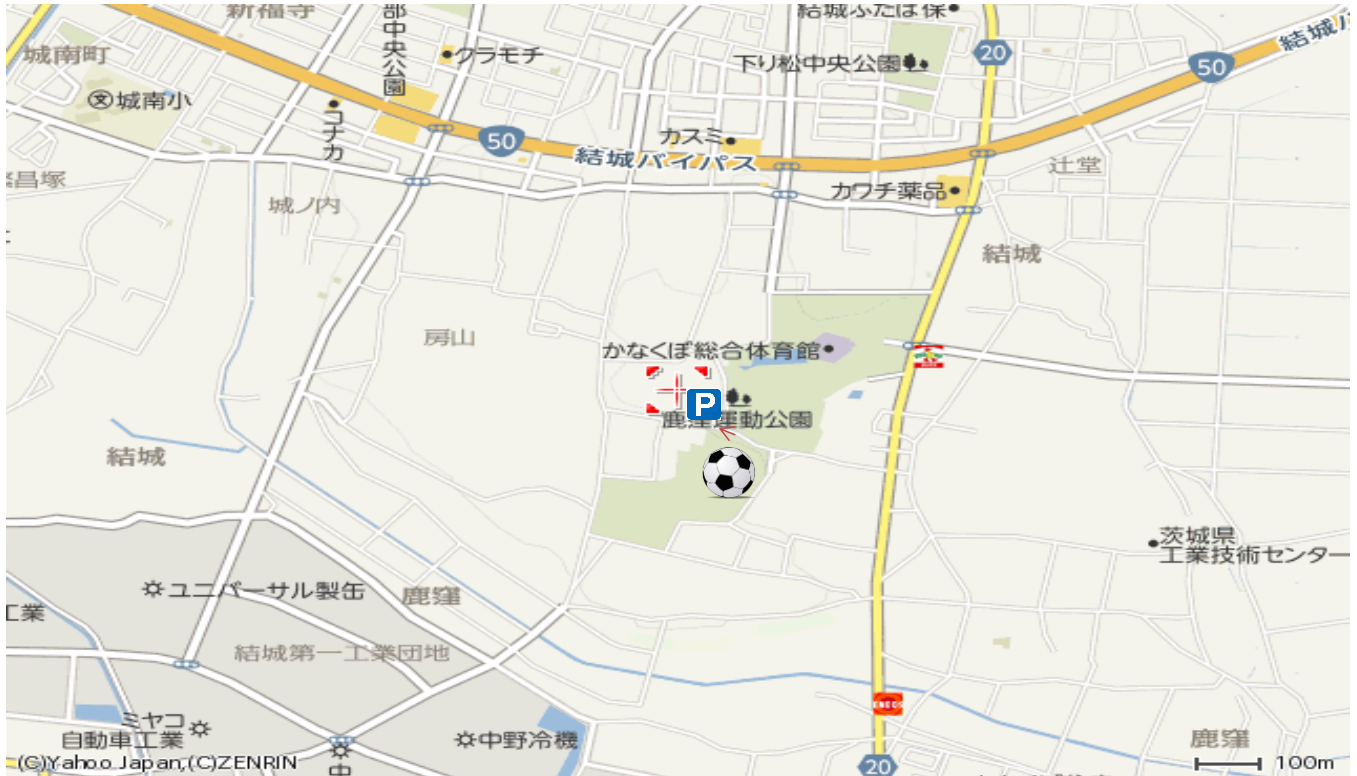 新福寺
部中央公園
結城ふたば保
城南町
クラモチ
下り松中央公園
20
50
結城バ
城南小
コナカ
50
カスミ
結城バイパス
辻堂
繁昌塚
カワチ薬品
城ノ内
結城
房山
かなくぼ総合体育館
P
鹿窪運動公園
結城
茨城県
工業技術センター
ユニバーサル製缶
鹿窪
工業
結城第一工業団地
ENEOS
ミヤコ
自動車工業
中野冷機
鹿窪
中
20
(C)Yahoo Japan,(C)ZENRIN
100m